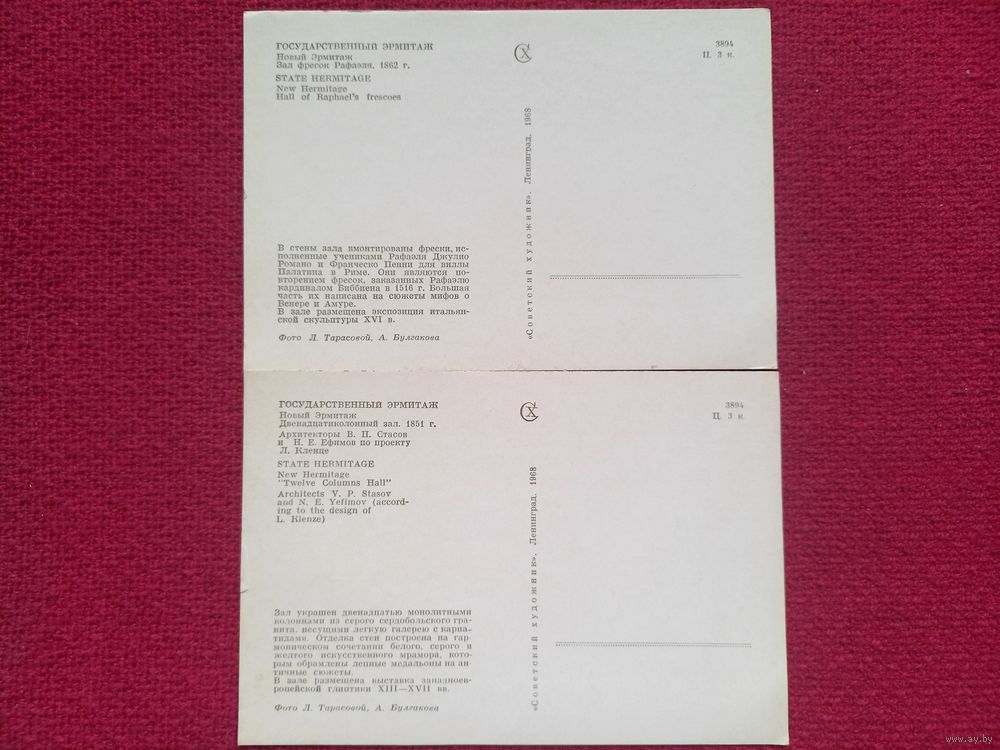 ГОСУДАРСТВЕННЫЙ ЭРМИТАЖ
Новый Эрмитаж
Зал фресок Рафаэля, 1862 г.
STATE HERMITAGE
New Hermitage
Hall of Raphael's frescoes
В стены зала вмонтированы фрески, ис-
полненные учениками Рафаэля Джулио
Романо и Франческо Пенни для виллы
Палатина в Риме. Они являются по-
вторением фресок, заказанных Рафаэлю
кардиналом Биббиена в 1516 г. Большая
часть их написана на сюжеты мифов о
Венере и Амуре.
В зале размещена экспозиция итальян-
ской скульптуры XVI в.
Фото Л. Тарасовой, А. Булгакова
«Советский художник». Ленинград. 1968
СХ
3894
Ц. 3 к.
ГОСУДАРСТВЕННЫЙ ЭРМИТАЖ
Новый Эрмитаж
Двенадцатиколонный зал. 1851 г.
Архитекторы В. П. Стасов
и Н. Е. Ефимов по проекту
Л. Кленце
STATE HERMITAGE
New Hermitage
"Twelve Columns Hall"
Architects V. P. Stasov
and N. E. Yefimov (accord-
ing to the design of
L. Klenze)
Зал украшен двенадцатью монолитными
колоннами из серого сердобольского гра-
нита, несущими легкую галерею с кариа-
тидами. Отделка стен построена на гар-
моническом сочетании белого, серого и
желтого искусственного мрамора, кото-
рым обрамлены лепные медальоны на ан-
тичные сюжеты.
В зале размещена выставка западноев-
ропейской глиптики XIII—XVII вв.
Фото Л. Тарасовой, А. Булгакова
«Советский художник». Ленинград. 1968
СХ
3894
Ц. 3 к.
www.ay.by